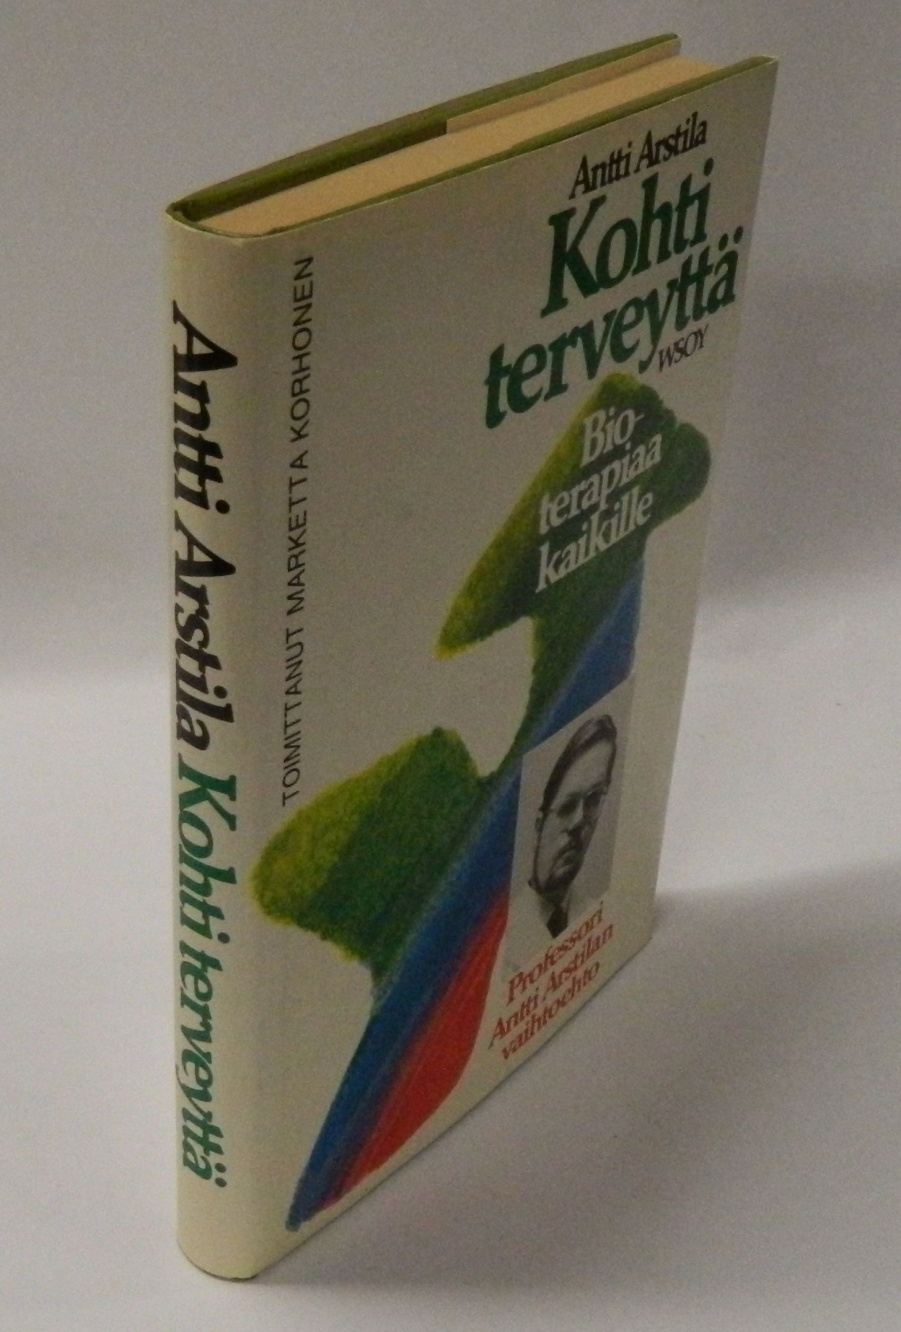 Antti Arstila
Kohti
terveyttä
WSOY
Bio-
terapiaa
kaikille
Professori
Antti Arstilan
vaihtoehto
TOIMITTANUT MARKETTA KORHONEN
Antti Arstila Kohti terveyttä